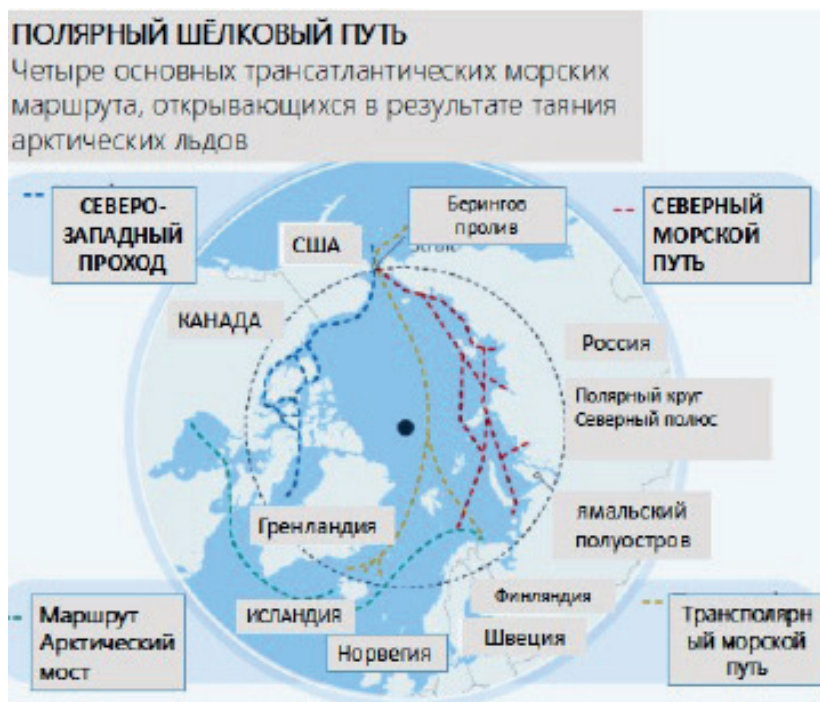 ПОЛЯРНЫЙ ШЁЛКОВЫЙ ПУТЬ
Четыре основных трансатлантических морских
маршрута, открывающихся в результате таяния
арктических льдов
СЕВЕРО-
ЗАПАДНЫЙ
ПРОХОД
США
Берингов
пролив
СЕВЕРНЫЙ
МОРСКОЙ
ПУТЬ
КАНАДА
Россия
Полярный круг
Северный полюс
Гренландия
ямальский
полуостров
Маршрут
Арктический
мост
ИСЛАНДИЯ
Норвегия
Финляндия
Швеция
Трансполярн
ый морской
путь